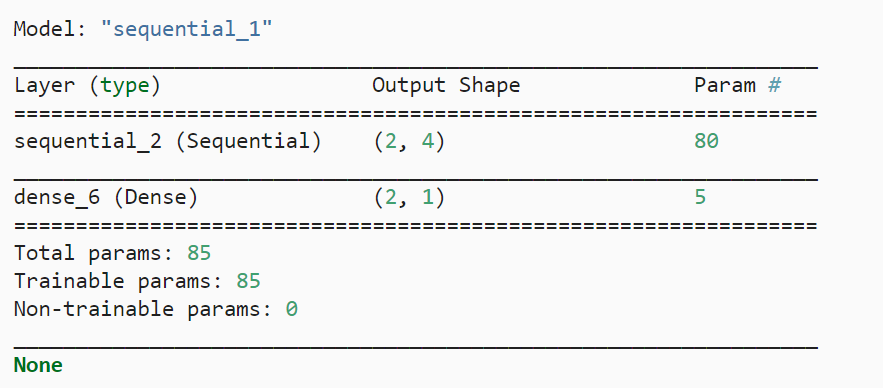 Model: "sequential_1"
_________________________________________________________________
Layer (type)                 Output Shape              Param #
=================================================================
sequential_2 (Sequential)    (2, 4)                    80
_________________________________________________________________
dense_6 (Dense)              (2, 1)                    5
=================================================================
Total params: 85
Trainable params: 85
Non-trainable params: 0
_________________________________________________________________
None